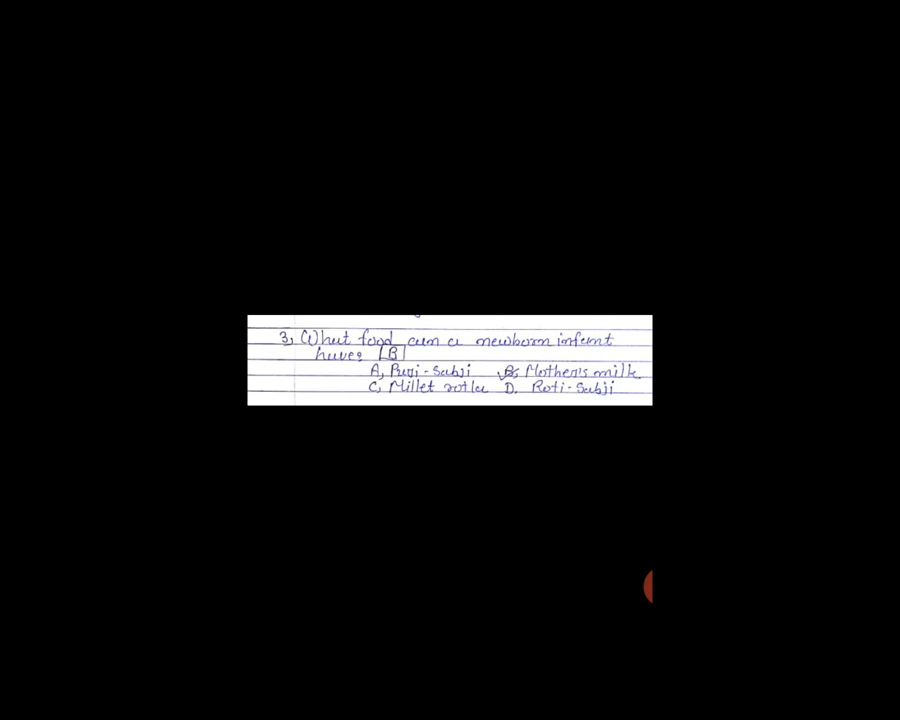 3, What food can a newborn infant
have? [B]
A, Puri - Sabji B, Mother's milk
C, Millet rotla D. Roti - Sabji